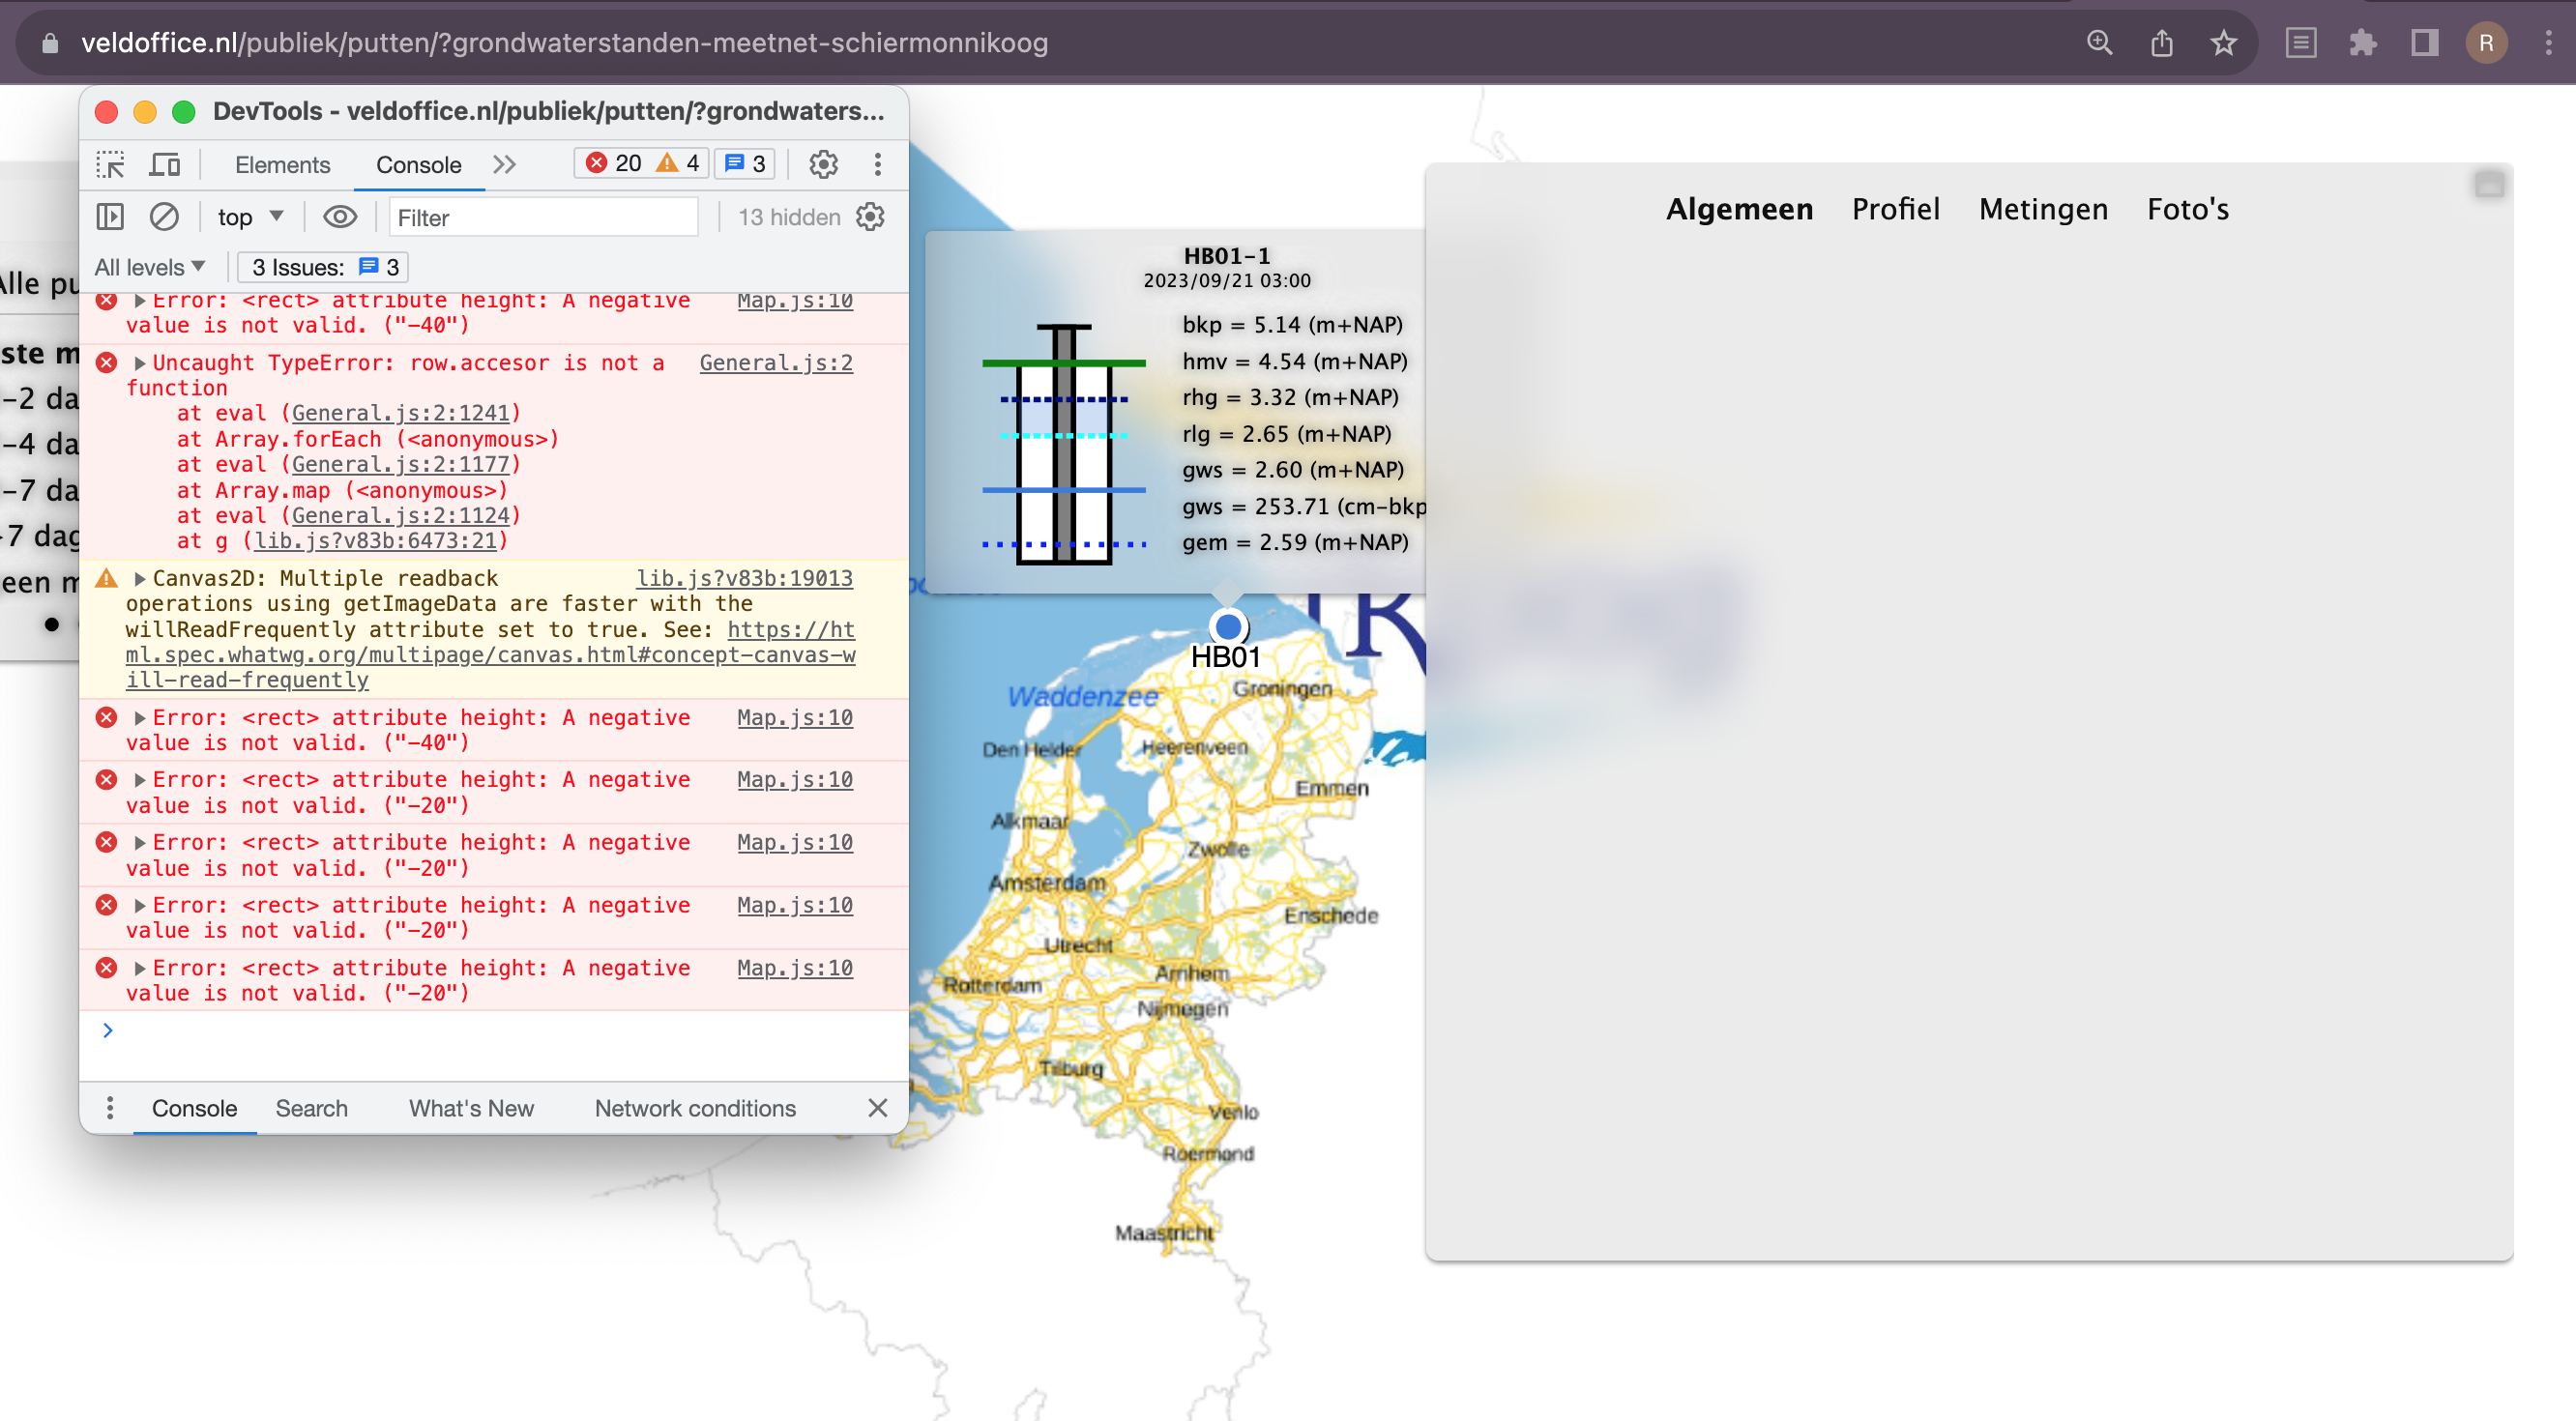 veldoffice.nl/publiek/putten/?grondwaterstanden-meetnet-schiermonnikoog
R
DevTools - veldoffice.nl/publiek/putten/?grondwaters...
Elements Console 20 4 3
top Filter 13 hidden
All levels 3 Issues: 3
Error: <rect> attribute height: A negative Map.js:10
value is not valid. ("-40")
Uncaught TypeError: row.accesor is not a General.js:2
function
at eval (General.js:2:1241)
at Array.forEach (<anonymous>)
at eval (General.js:2:1177)
at Array.map (<anonymous>)
at eval (General.js:2:1124)
at g (lib.js?v83b:6473:21)
Canvas2D: Multiple readback lib.js?v83b:19013
operations using getImageData are faster with the
willReadFrequently attribute set to true. See: https://ht
ml.spec.whatwg.org/multipage/canvas.html#concept-canvas-w
ill-read-frequently
Error: <rect> attribute height: A negative Map.js:10
value is not valid. ("-40")
Error: <rect> attribute height: A negative Map.js:10
value is not valid. ("-20")
Error: <rect> attribute height: A negative Map.js:10
value is not valid. ("-20")
Error: <rect> attribute height: A negative Map.js:10
value is not valid. ("-20")
Error: <rect> attribute height: A negative Map.js:10
value is not valid. ("-20")
Console Search What's New Network conditions
Alle pu
ste m
-2 da
-4 da
-7 da
7 dag
een m
HB01-1
2023/09/21 03:00
bkp = 5.14 (m+NAP)
hmv = 4.54 (m+NAP)
rhg = 3.32 (m+NAP)
rlg = 2.65 (m+NAP)
gws = 2.60 (m+NAP)
gws = 253.71 (cm-bkp
gem = 2.59 (m+NAP)
HB01
Waddenzee
Groningen
Den Helder
Heerenveen
Emmen
Alkmaar
Zwolle
Amsterdam
Enschede
Utrecht
Arnhem
Rotterdam
Nijmegen
Tilburg
Venlo
Roermond
Maastricht
Algemeen Profiel Metingen Foto's